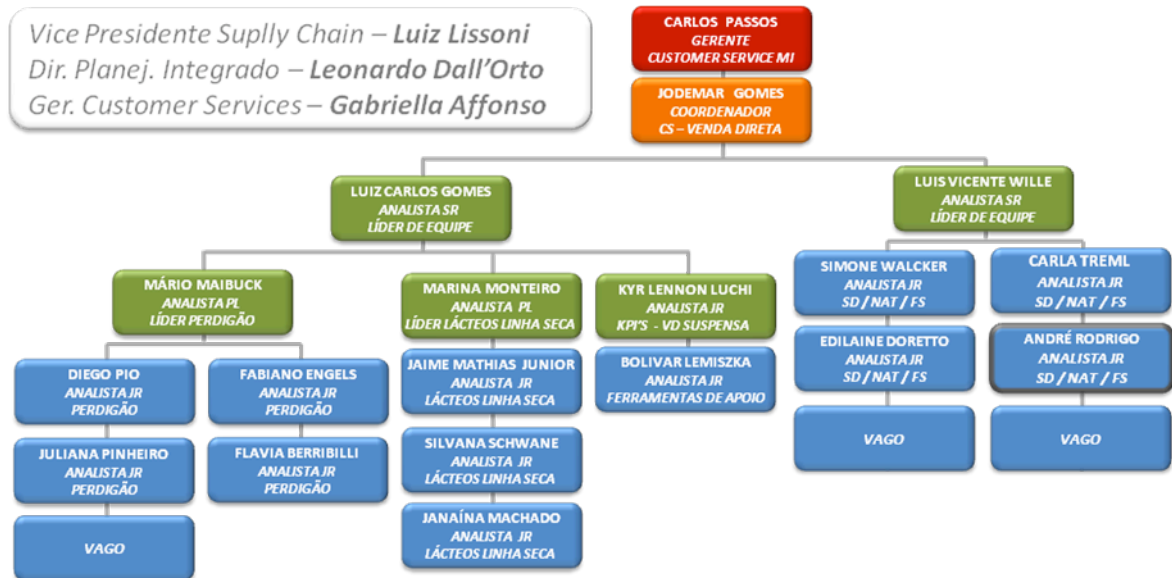 Vice Presidente Suplly Chain – Luiz Lissoni
Dir. Planej. Integrado – Leonardo Dall'Orto
Ger. Customer Services – Gabriella Affonso
CARLOS PASSOS
GERENTE
CUSTOMER SERVICE MI
JODEMAR GOMES
COORDENADOR
CS – VENDA DIRETA
LUIZ CARLOS GOMES
ANALISTA SR
LÍDER DE EQUIPE
LUIS VICENTE WILLE
ANALISTA SR
LÍDER DE EQUIPE
MÁRIO MAIBUCK
ANALISTA PL
LÍDER PERDIGÃO
MARINA MONTEIRO
ANALISTA PL
LÍDER LÁCTEOS LINHA SECA
KYR LENNON LUCHI
ANALISTA JR
KPI'S - VD SUSPENSA
SIMONE WALCKER
ANALISTA JR
SD / NAT / FS
CARLA TREML
ANALISTA JR
SD / NAT / FS
DIEGO PIO
ANALISTA JR
PERDIGÃO
FABIANO ENGELS
ANALISTA JR
PERDIGÃO
JAIME MATHIAS JUNIOR
ANALISTA JR
LÁCTEOS LINHA SECA
BOLIVAR LEMISZKA
ANALISTA JR
FERRAMENTAS DE APOIO
EDILAINE DORETTO
ANALISTA JR
SD / NAT / FS
ANDRÉ RODRIGO
ANALISTA JR
SD / NAT / FS
JULIANA PINHEIRO
ANALISTA JR
PERDIGÃO
FLAVIA BERRIBILLI
ANALISTA JR
PERDIGÃO
SILVANA SCHWANE
ANALISTA JR
LÁCTEOS LINHA SECA
VAGO
VAGO
VAGO
JANAÍNA MACHADO
ANALISTA JR
LÁCTEOS LINHA SECA